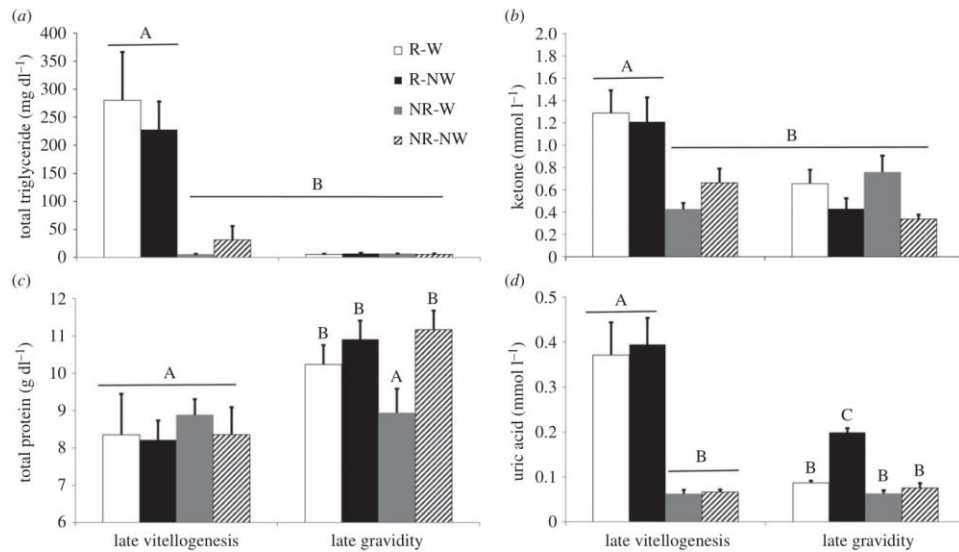 (a)
total triglyceride (mg dl⁻¹)
400
350
300
250
200
150
100
50
0
A
B
R-W
R-NW
NR-W
NR-NW
(b)
ketone (mmol l⁻¹)
2.0
1.8
1.6
1.4
1.2
1.0
0.8
0.6
0.4
0.2
0
A
B
(c)
total protein (g dl⁻¹)
12
11
10
9
8
7
6
A
B
B
A
B
late vitellogenesis
late gravidity
(d)
uric acid (mmol l⁻¹)
0.5
0.4
0.3
0.2
0.1
0
A
B
B
C
B
B
late vitellogenesis
late gravidity